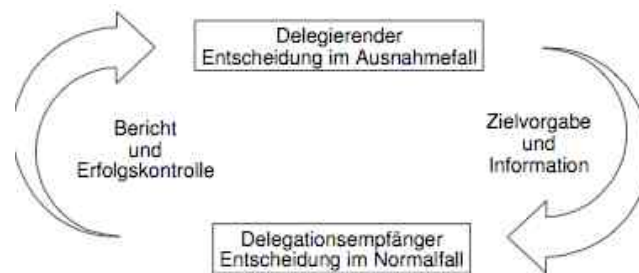 Delegierender
Entscheidung im Ausnahmefall
Bericht
und
Erfolgskontrolle
Zielvorgabe
und
Information
Delegationsempfänger
Entscheidung im Normalfall